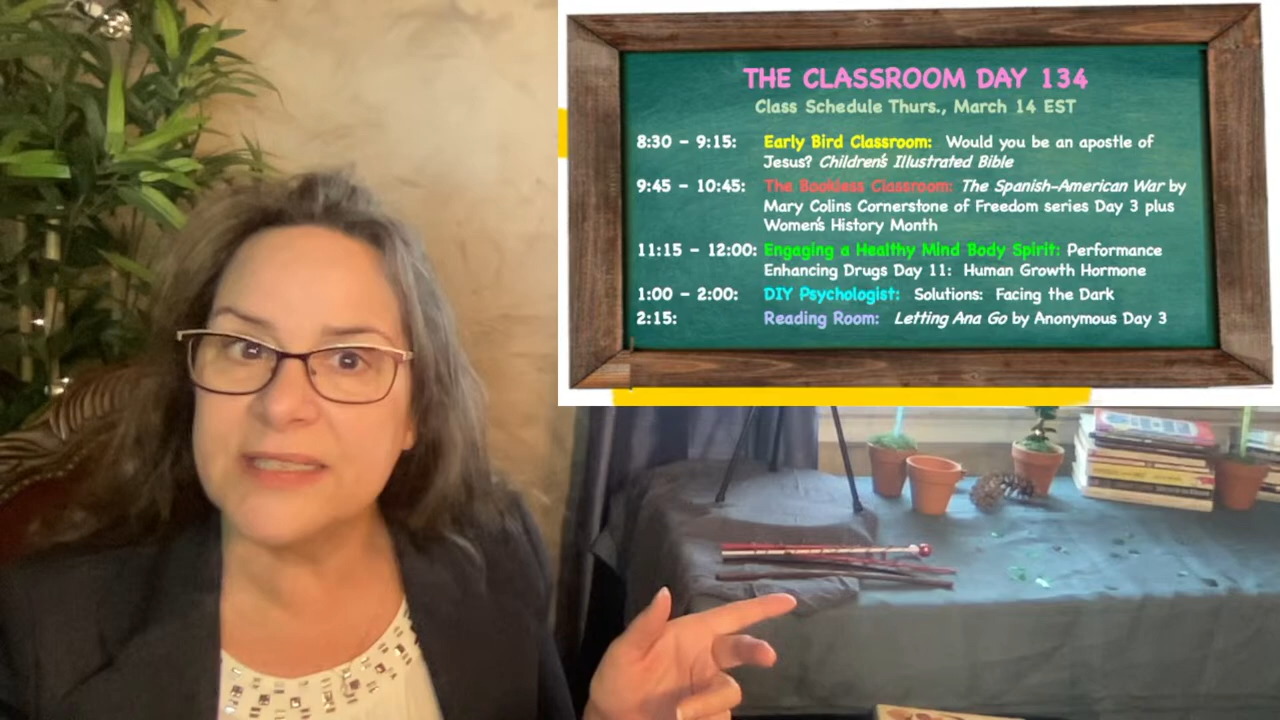 THE CLASSROOM DAY 134
Class Schedule Thurs., March 14 EST
8:30 - 9:15: Early Bird Classroom: Would you be an apostle of
Jesus? Children's Illustrated Bible
9:45 - 10:45: The Bookless Classroom: The Spanish-American War by
Mary Colins Cornerstone of Freedom series Day 3 plus
Women's History Month
11:15 - 12:00: Engaging a Healthy Mind Body Spirit: Performance
Enhancing Drugs Day 11: Human Growth Hormone
1:00 - 2:00: DIY Psychologist: Solutions: Facing the Dark
2:15: Reading Room: Letting Ana Go by Anonymous Day 3